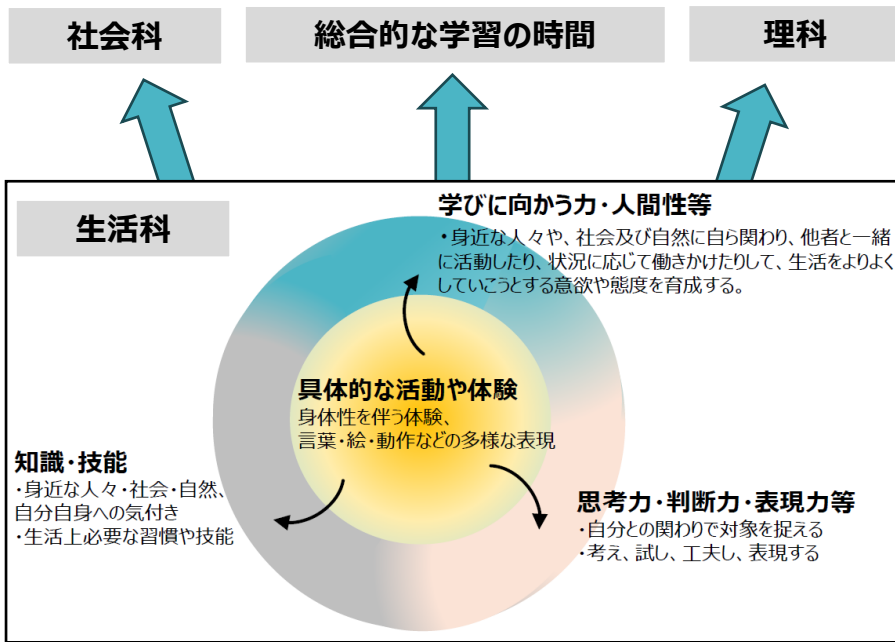 社会科
総合的な学習の時間
理科
生活科
学びに向かう力・人間性等
・身近な人々や、社会及び自然に自ら関わり、他者と一緒
に活動したり、状況に応じて働きかけたりして、生活をよりよく
していこうとする意欲や態度を育成する。
具体的な活動や体験
身体性を伴う体験、
言葉・絵・動作などの多様な表現
知識・技能
・身近な人々・社会・自然、
自分自身への気付き
・生活上必要な習慣や技能
思考力・判断力・表現力等
・自分との関わりで対象を捉える
・考え、試し、工夫し、表現する